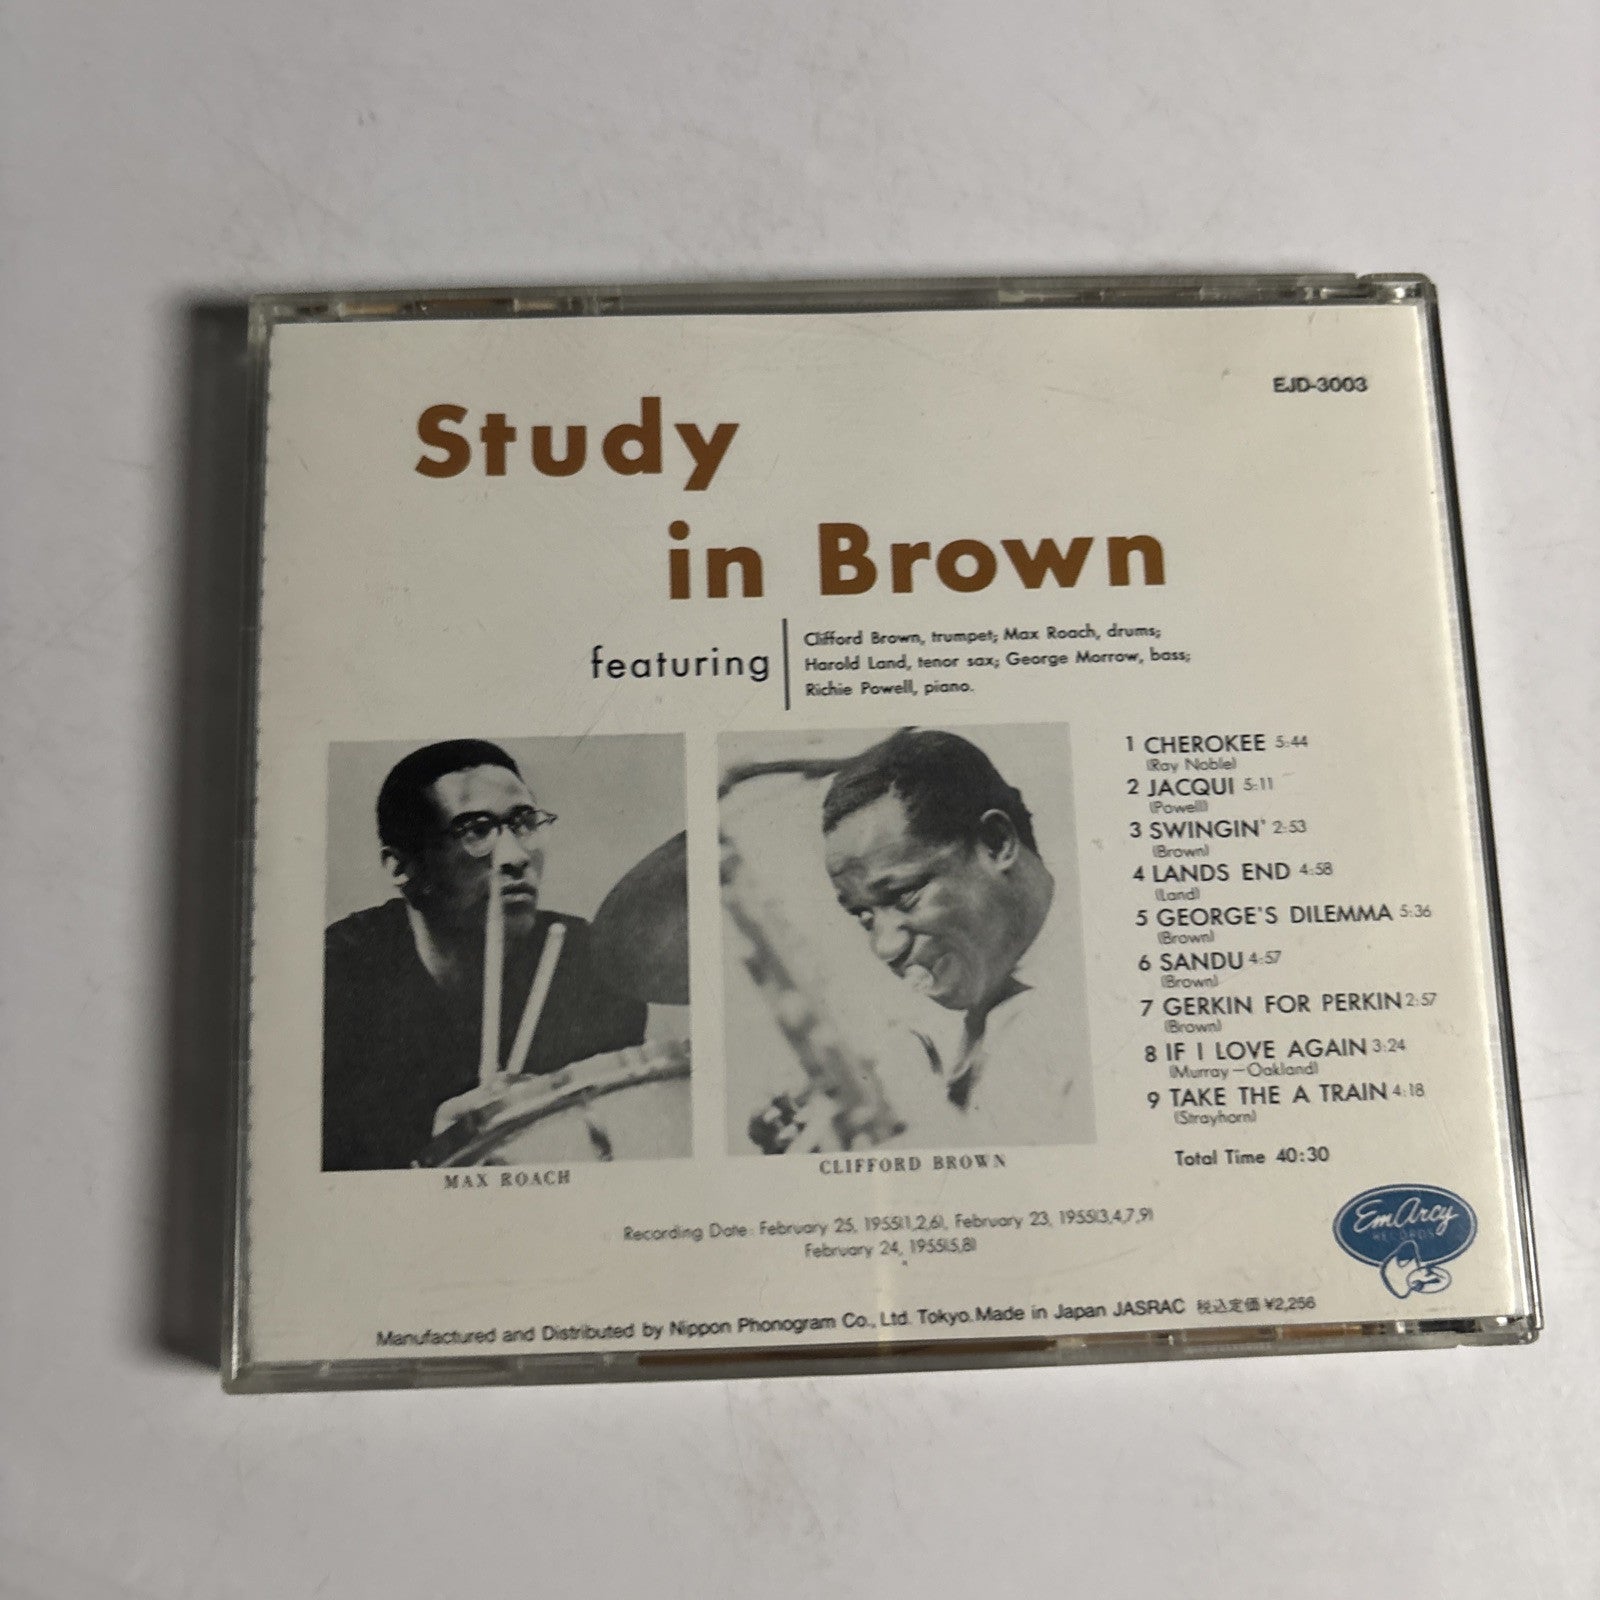 EJD-3003
Study
in Brown
featuring
Clifford Brown, trumpet; Max Roach, drums;
Harold Land, tenor sax; George Morrow, bass;
Richie Powell, piano.
1 CHEROKEE 5:44
(Ray Noble)
2 JACQUI 5:11
(Powell)
3 SWINGIN' 2:53
(Brown)
4 LANDS END 4:58
(Land)
5 GEORGE'S DILEMMA 5:36
(Brown)
6 SANDU 4:57
(Brown)
7 GERKIN FOR PERKIN 2:57
(Brown)
8 IF I LOVE AGAIN 3:24
(Murray—Oakland)
9 TAKE THE A TRAIN 4:18
(Strayhorn)
Total Time 40:30
MAX ROACH
CLIFFORD BROWN
Recording Date: February 25, 1955(1,2,6), February 23, 1955(3,4,7,9)
February 24, 1955(5,8)
EmArcy
RECORDS
Manufactured and Distributed by Nippon Phonogram Co., Ltd. Tokyo. Made in Japan JASRAC 税込定価 ¥2,256